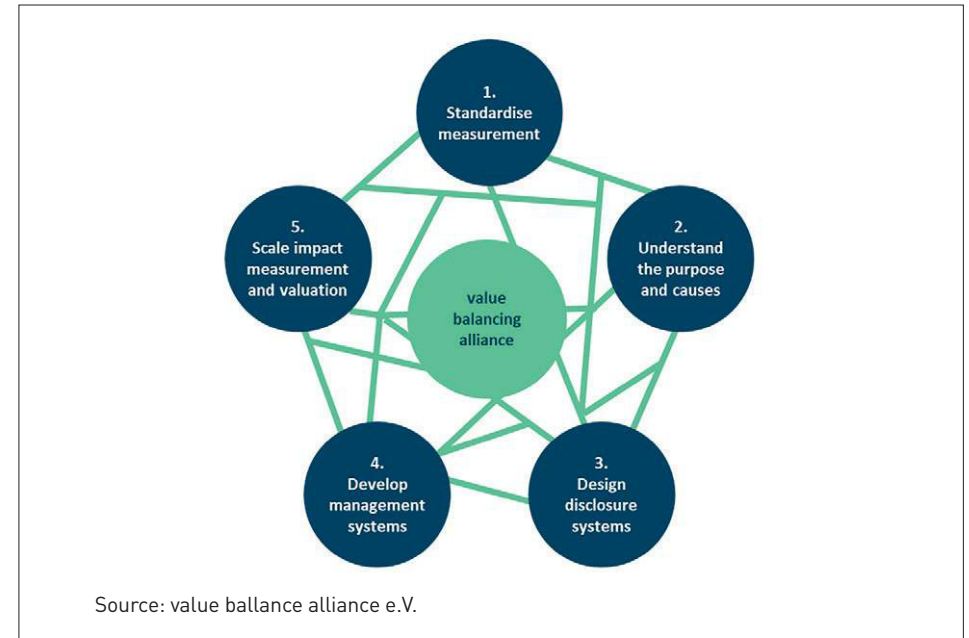 1.
Standardise
measurement
2.
Understand
the purpose
and causes
3.
Design
disclosure
systems
4.
Develop
management
systems
5.
Scale impact
measurement
and valuation
value
balancing
alliance
Source: value ballance alliance e.V.